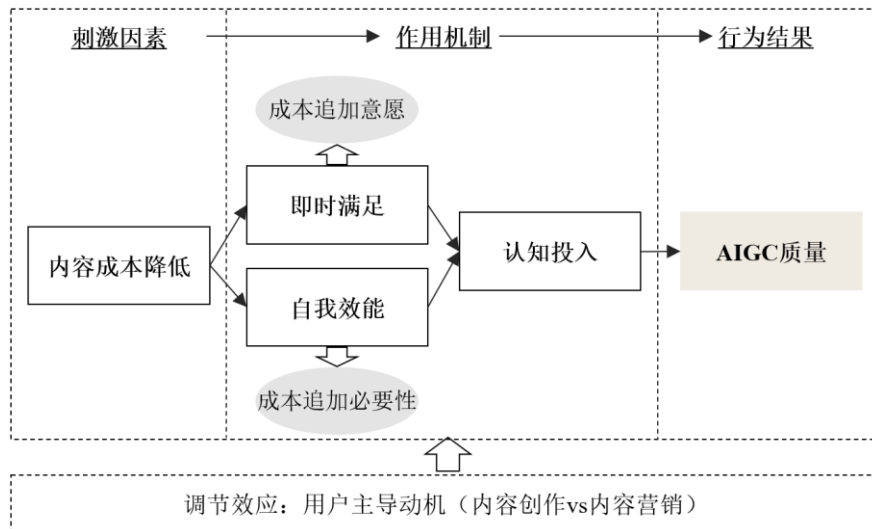 刺激因素
作用机制
行为结果
成本追加意愿
即时满足
内容成本降低
认知投入
AIGC质量
自我效能
成本追加必要性
调节效应：用户主导动机（内容创作vs内容营销）